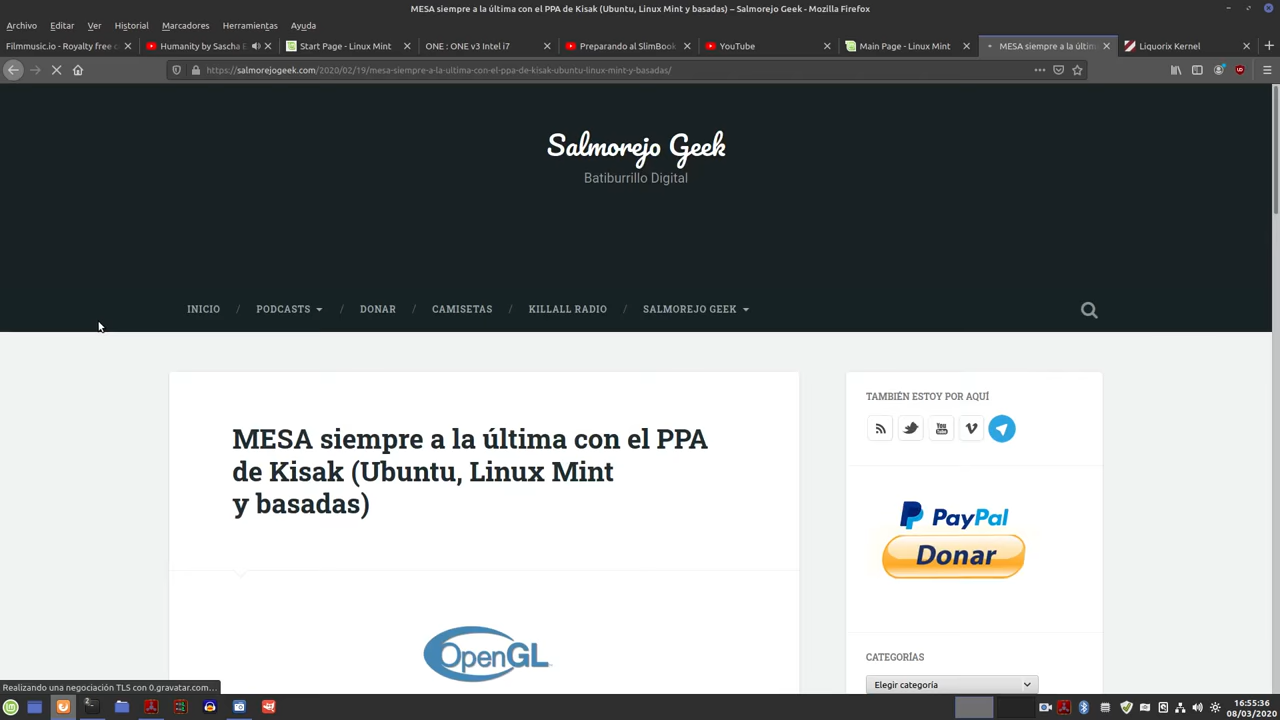 MESA siempre a la última con el PPA de Kisak (Ubuntu, Linux Mint y basadas) – Salmorejo Geek - Mozilla Firefox
Archivo Editar Ver Historial Marcadores Herramientas Ayuda
Filmmusic.io - Royalty free c
Humanity by Sascha E
Start Page - Linux Mint
ONE : ONE v3 Intel i7
Preparando al SlimBook
YouTube
Main Page - Linux Mint
MESA siempre a la últim
Liquorix Kernel
https://salmorejogeek.com/2020/02/19/mesa-siempre-a-la-ultima-con-el-ppa-de-kisak-ubuntu-linux-mint-y-basadas/
Salmorejo Geek
Batiburrillo Digital
INICIO / PODCASTS / DONAR / CAMISETAS / KILLALL RADIO / SALMOREJO GEEK
MESA siempre a la última con el PPA
de Kisak (Ubuntu, Linux Mint
y basadas)
OpenGL
TAMBIÉN ESTOY POR AQUÍ
You Tube
PayPal
Donar
CATEGORÍAS
Elegir categoría
Realizando una negociación TLS con 0.gravatar.com…
16:55:36
08/03/2020